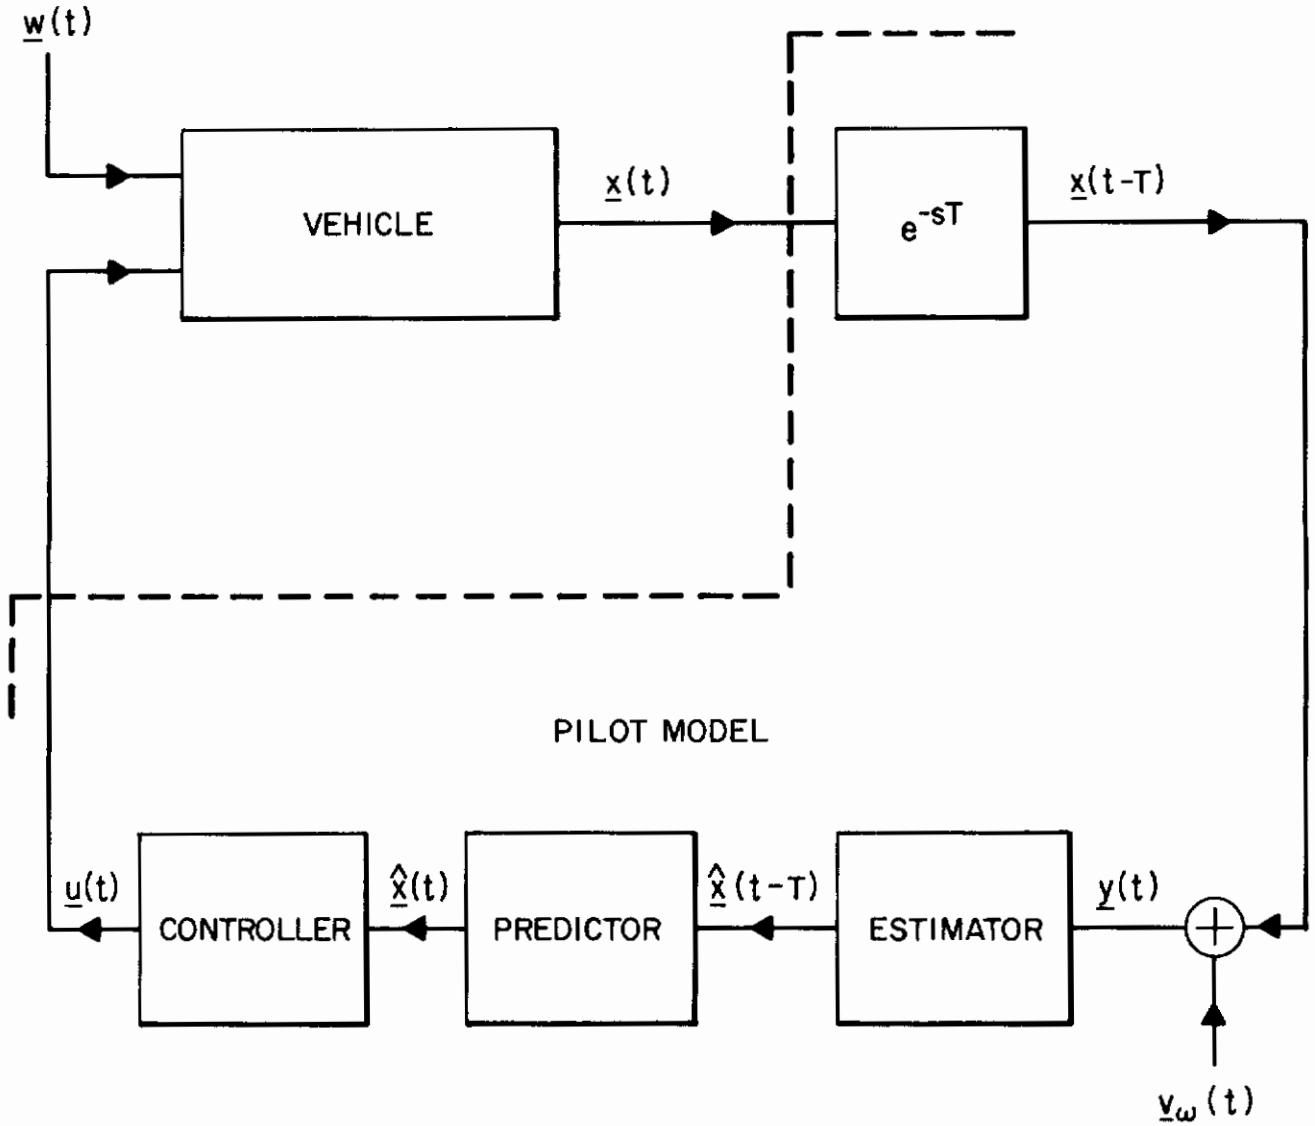 w(t)
VEHICLE
x(t)
e^-sT
x(t-T)
PILOT MODEL
u(t)
CONTROLLER
x̂(t)
PREDICTOR
x̂(t-T)
ESTIMATOR
y(t)
+
v_ω(t)